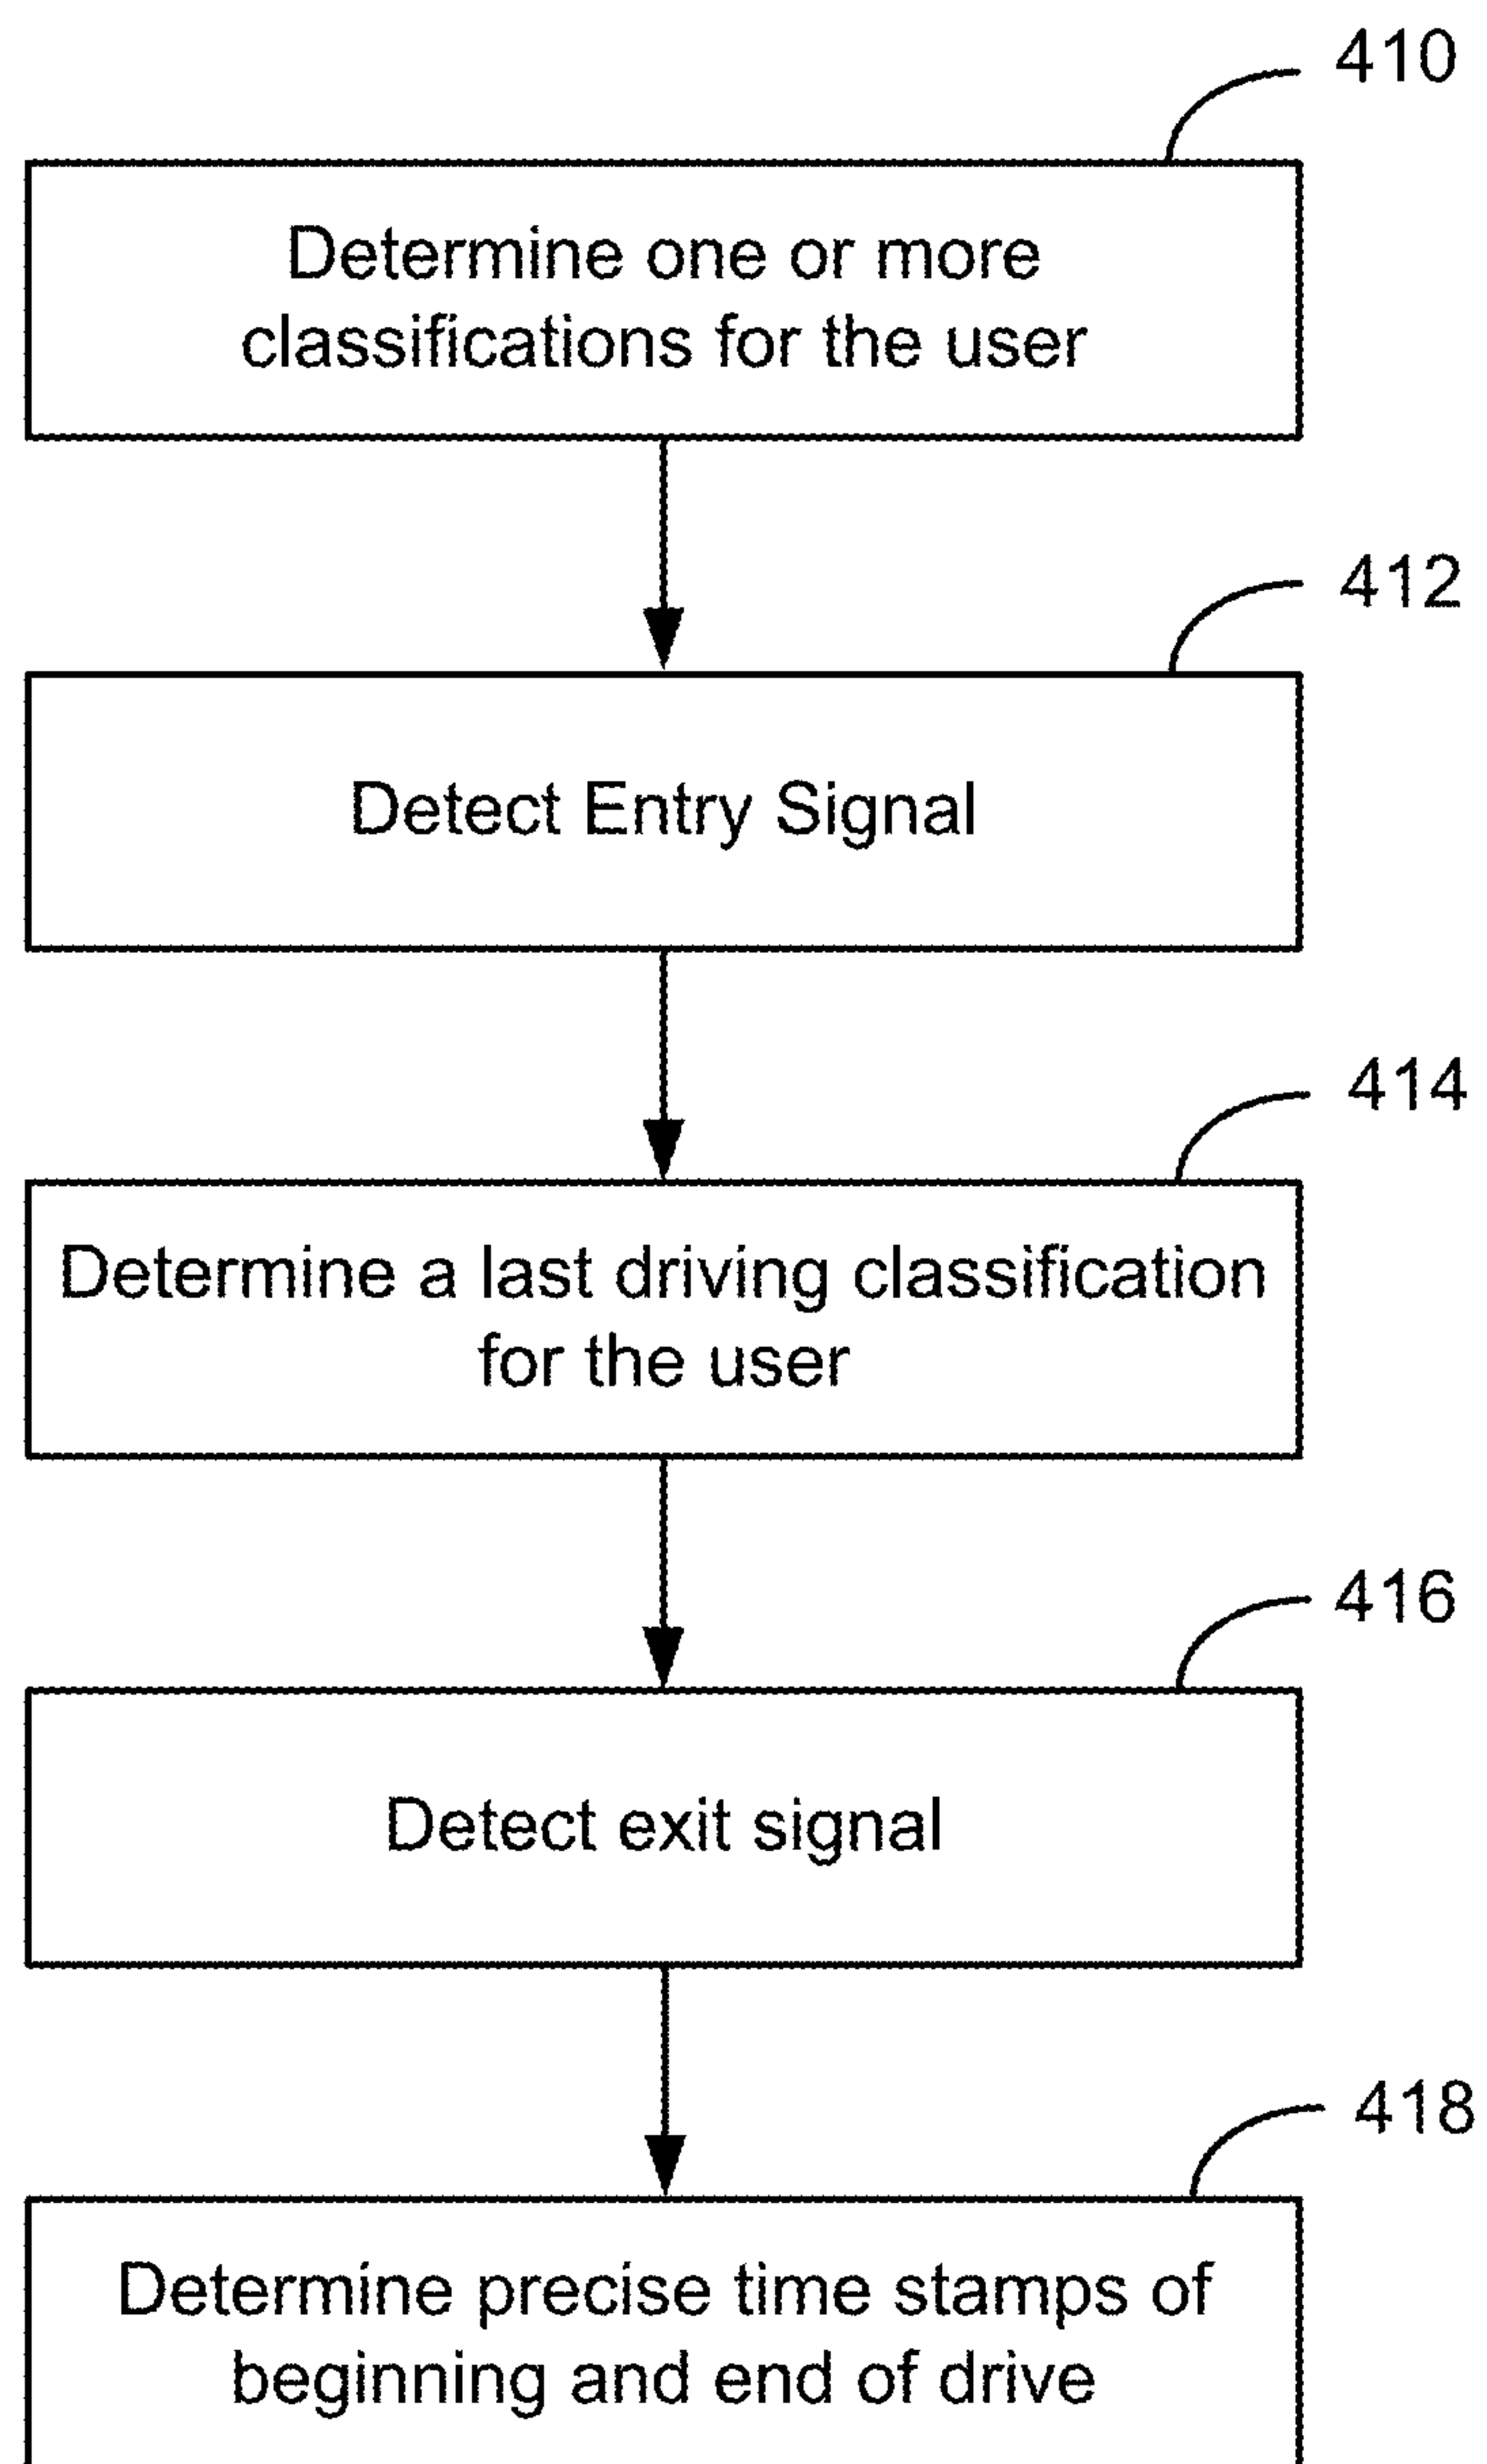 410
Determine one or more
classifications for the user
412
Detect Entry Signal
414
Determine a last driving classification
for the user
416
Detect exit signal
418
Determine precise time stamps of
beginning and end of drive